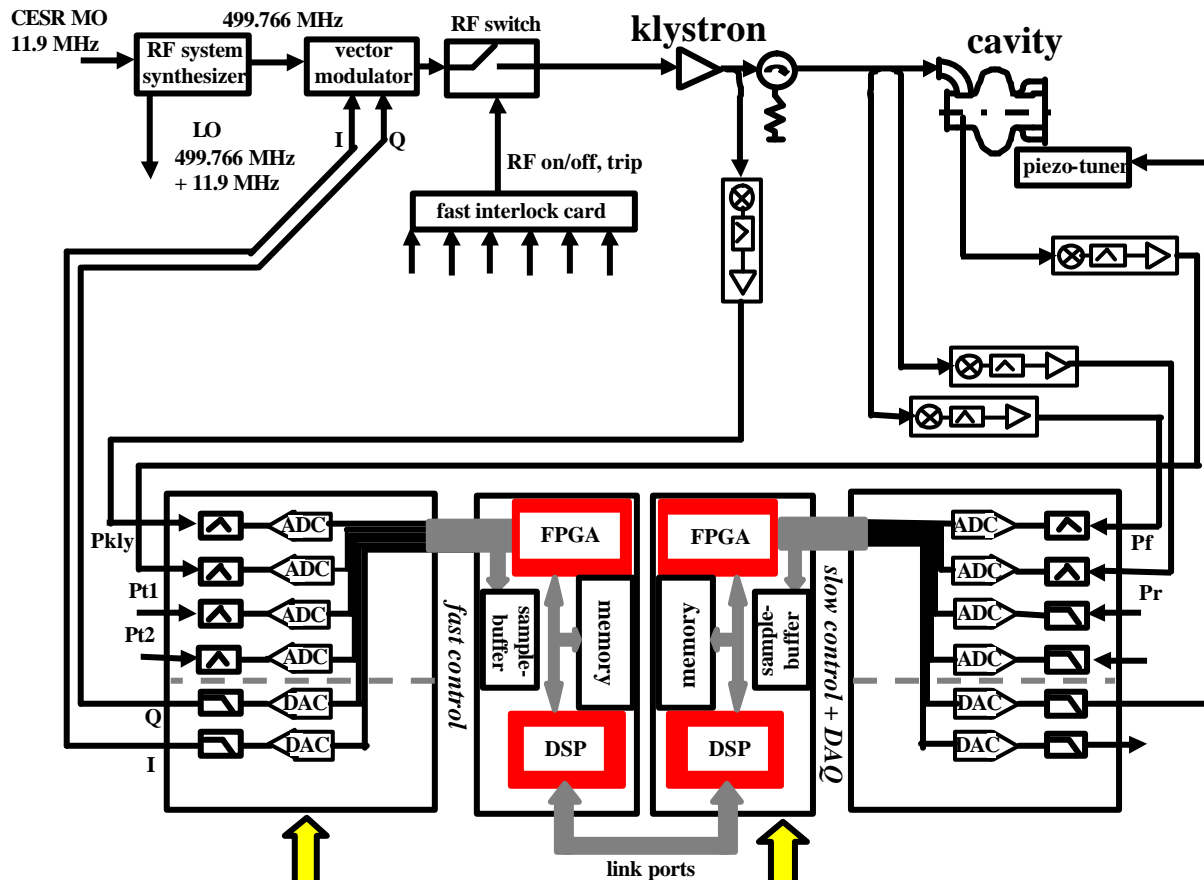 CESR MO
11.9 MHz
499.766 MHz
RF switch
klystron
cavity
RF system
synthesizer
vector
modulator
LO
499.766 MHz
+ 11.9 MHz
I
Q
RF on/off, trip
piezo-tuner
fast interlock card
Pkly
Pt1
Pt2
Q
I
ADC
ADC
ADC
ADC
DAC
DAC
fast control
FPGA
sample-
buffer
memory
DSP
FPGA
memory
sample-
buffer
DSP
slow control + DAQ
ADC
ADC
ADC
ADC
DAC
DAC
Pf
Pr
link ports